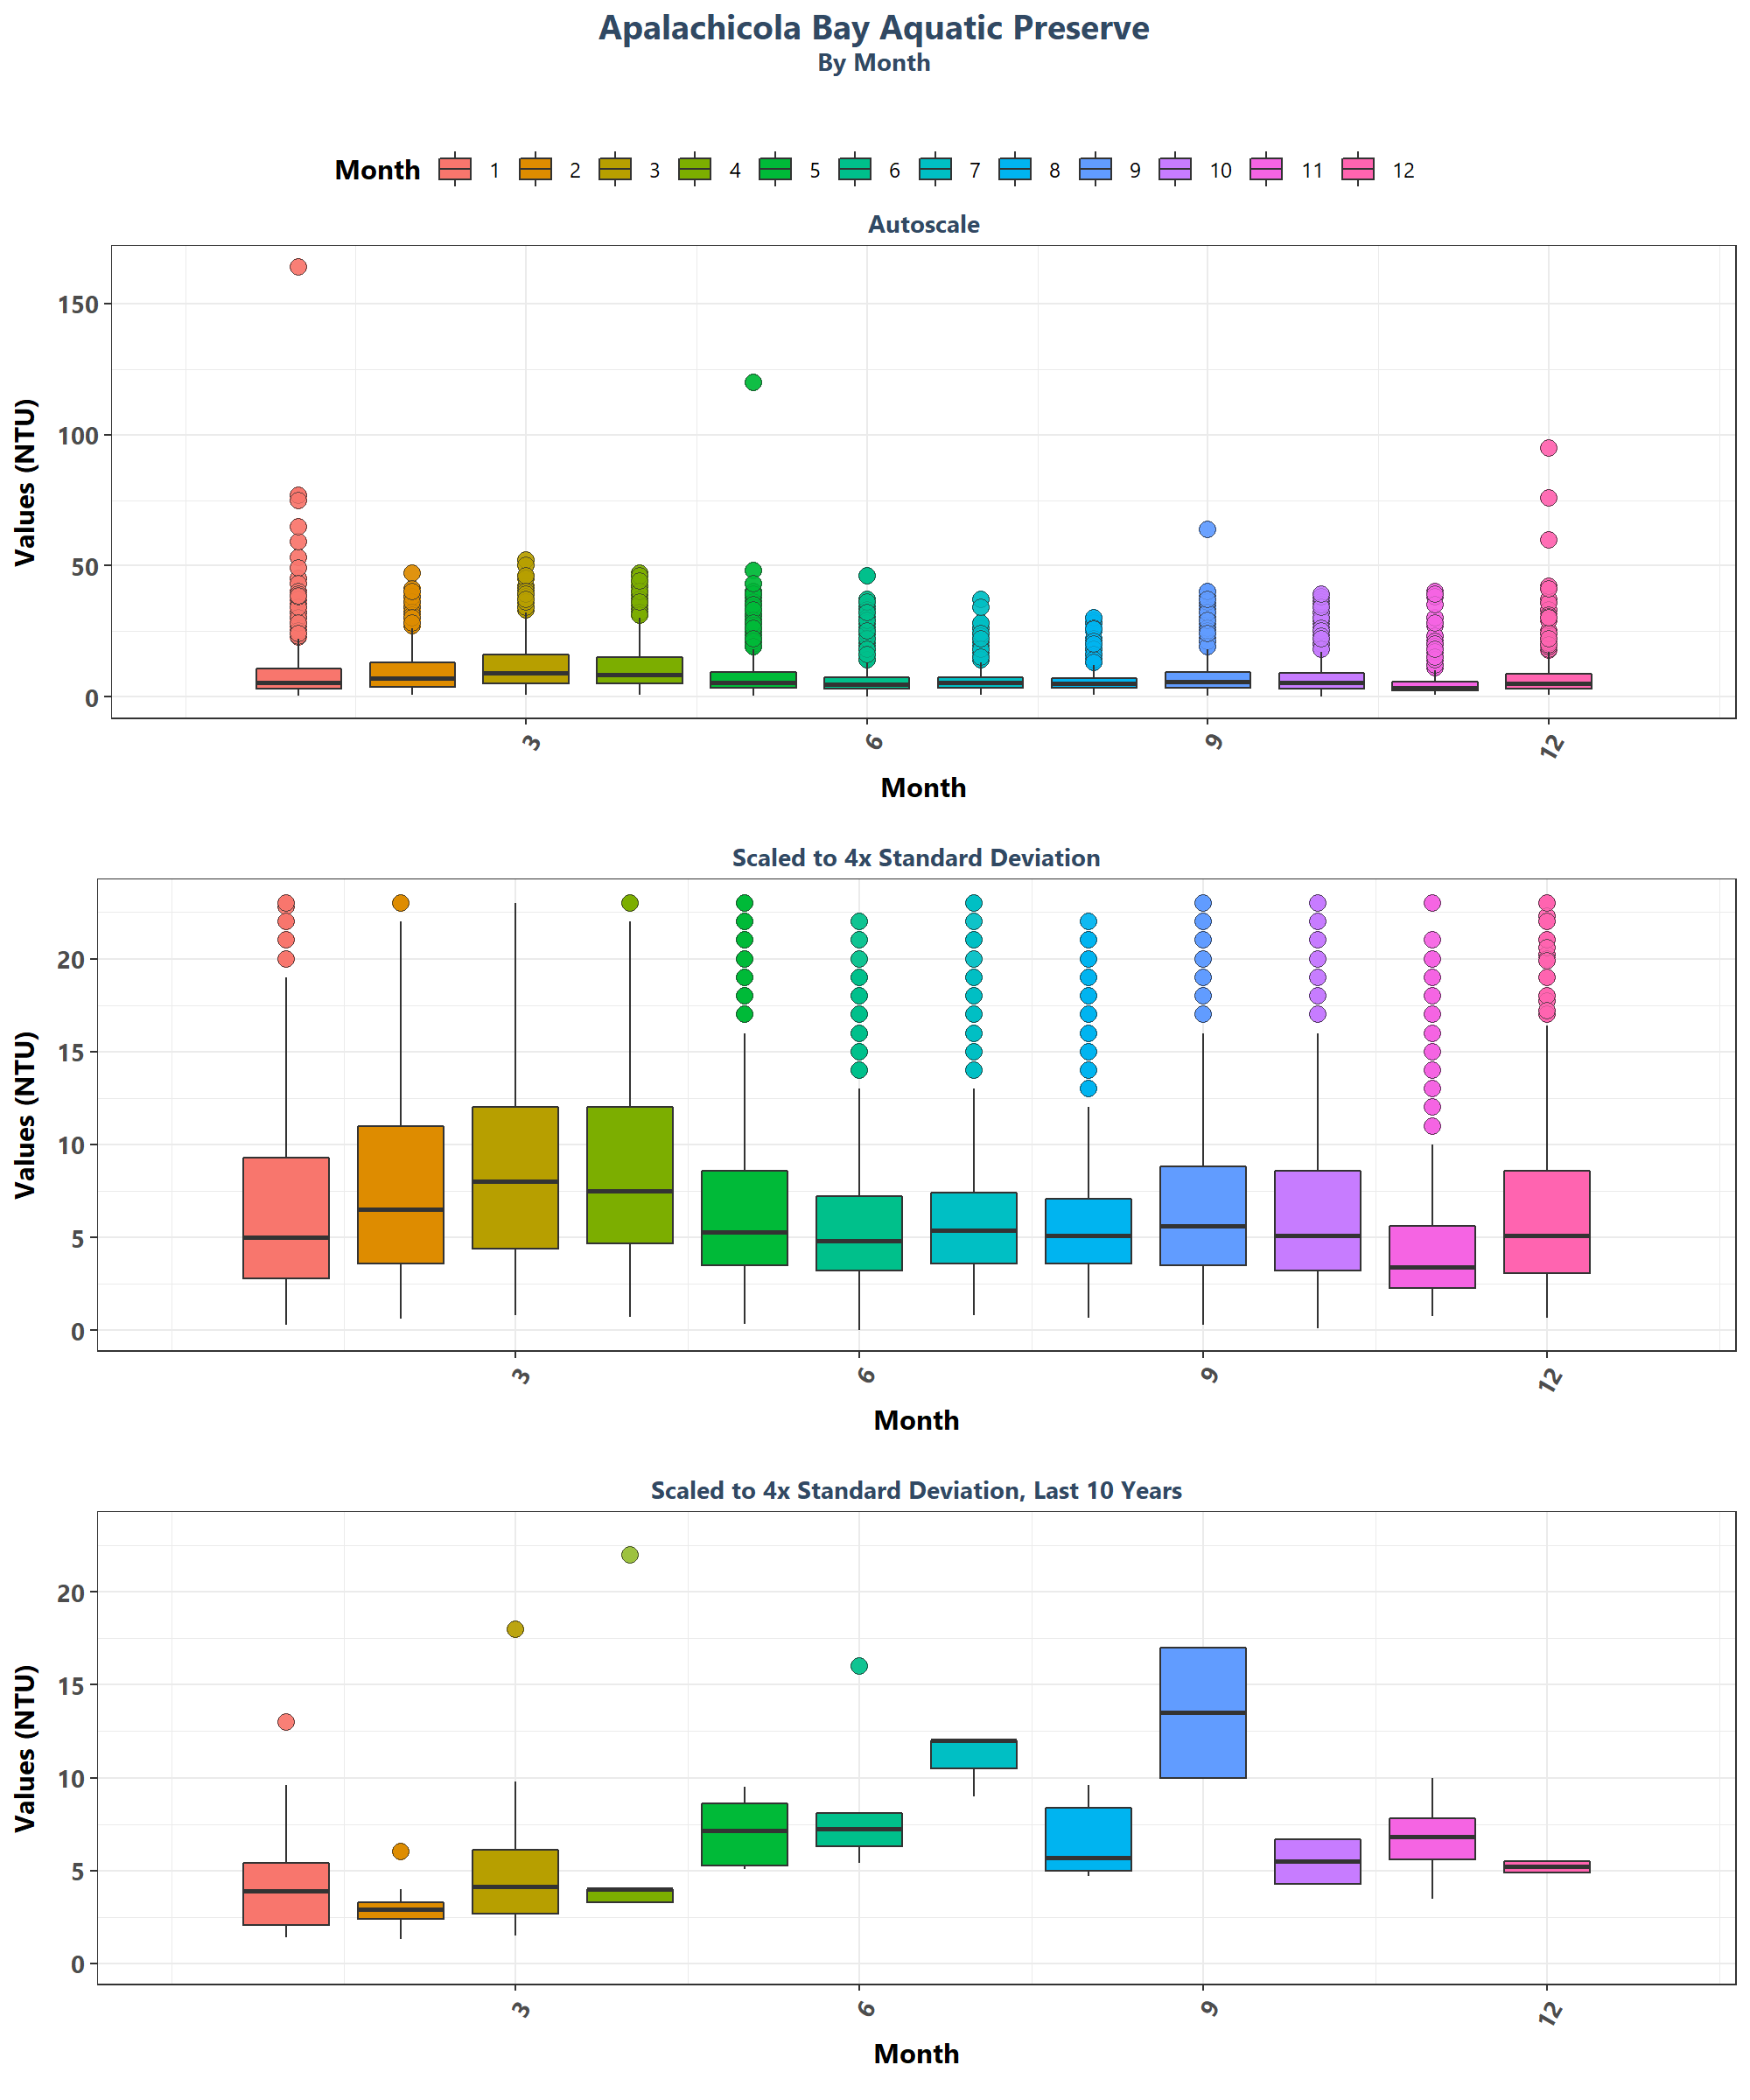 Apalachicola Bay Aquatic Preserve
By Month
Month 1 2 3 4 5 6 7 8 9 10 11 12
Autoscale
Values (NTU)
150
100
50
0
3 6 9 12
Month
Scaled to 4x Standard Deviation
Values (NTU)
20
15
10
5
0
3 6 9 12
Month
Scaled to 4x Standard Deviation, Last 10 Years
Values (NTU)
20
15
10
5
0
3 6 9 12
Month